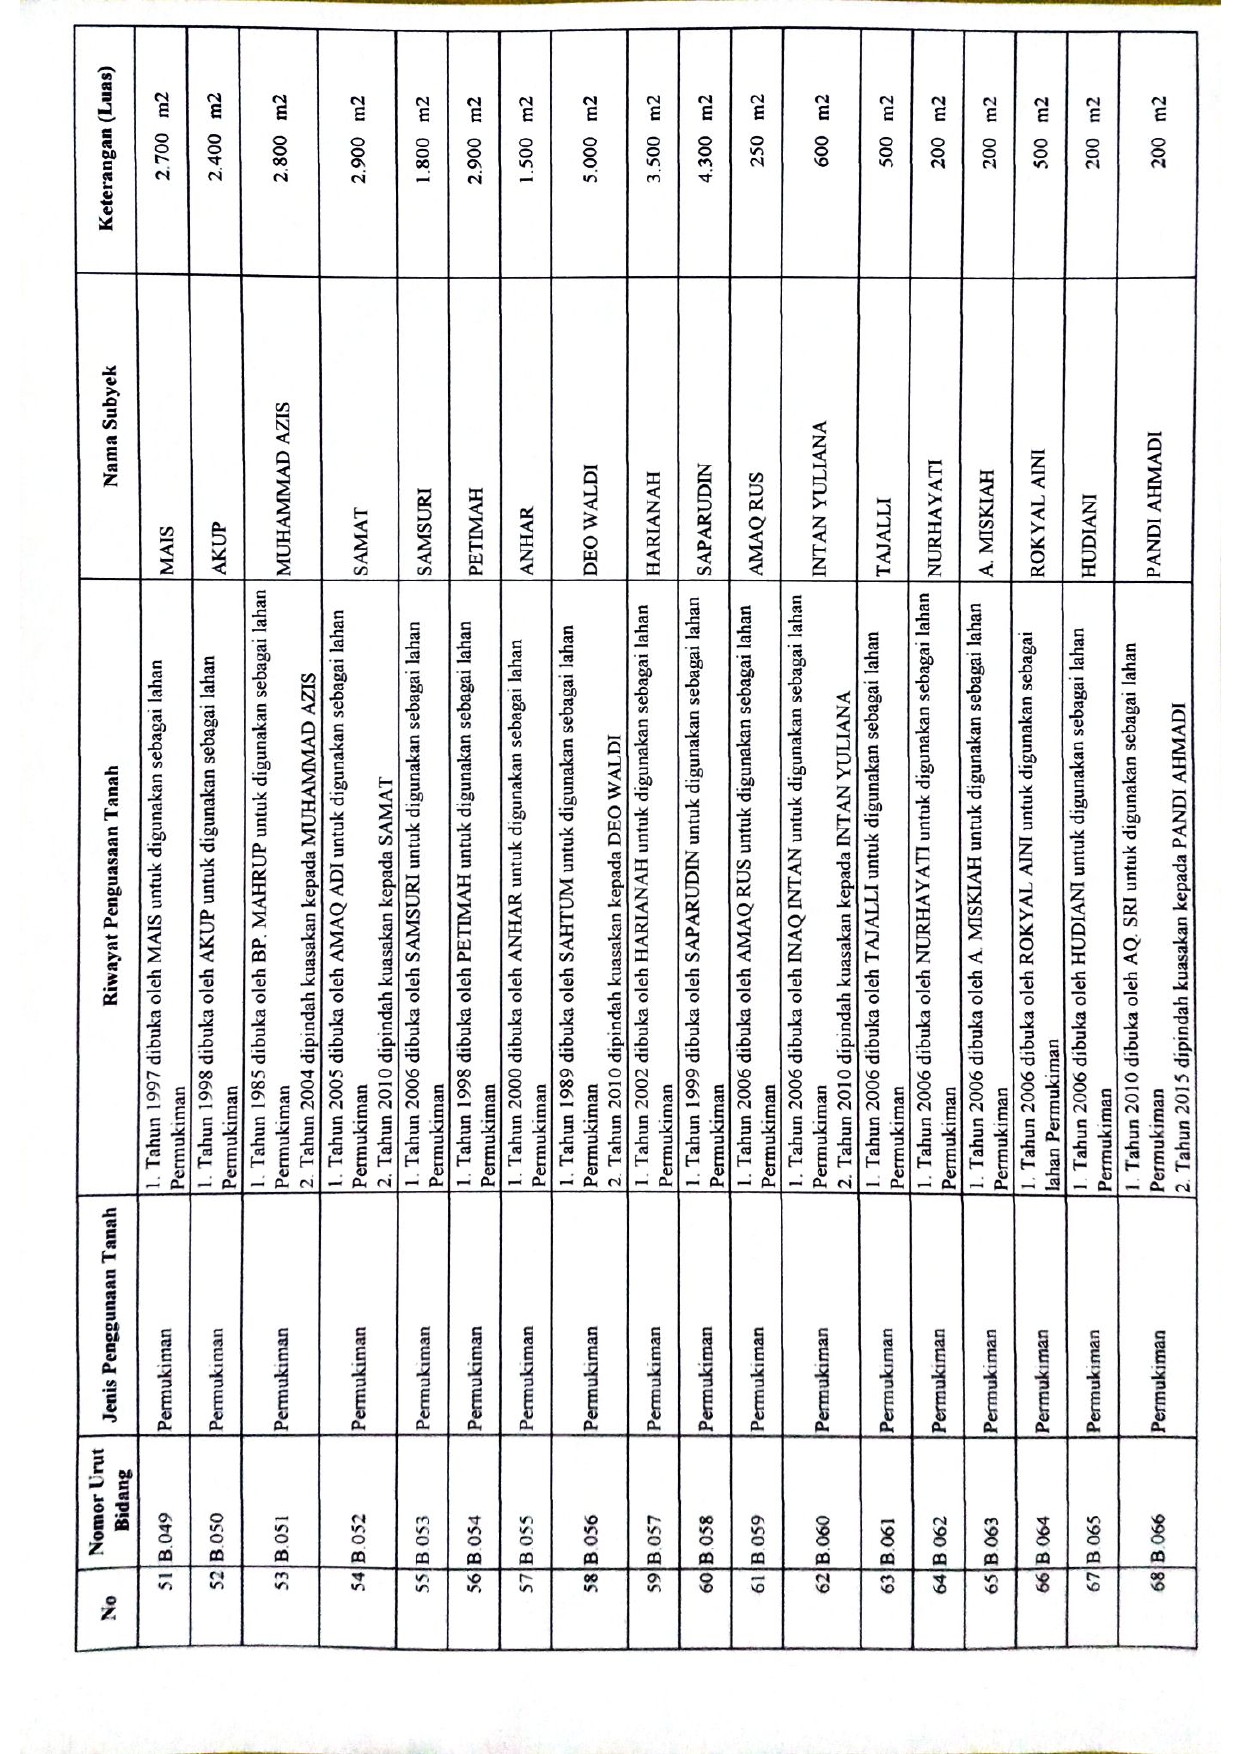 No Nomor Urut Bidang Jenis Penggunaan Tanah Riwayat Penguasaan Tanah Nama Subyek Keterangan (Luas)
51 B.049 Permukiman 1. Tahun 1997 dibuka oleh MAIS untuk digunakan sebagai lahan
Permukiman MAIS 2.700 m2
52 B.050 Permukiman 1. Tahun 1998 dibuka oleh AKUP untuk digunakan sebagai lahan
Permukiman AKUP 2.400 m2
53 B.051 Permukiman 1. Tahun 1985 dibuka oleh BP. MAHRUP untuk digunakan sebagai lahan
Permukiman
2. Tahun 2004 dipindah kuasakan kepada MUHAMMAD AZIS MUHAMMAD AZIS 2.800 m2
54 B.052 Permukiman 1. Tahun 2005 dibuka oleh AMAQ ADI untuk digunakan sebagai lahan
Permukiman
2. Tahun 2010 dipindah kuasakan kepada SAMAT SAMAT 2.900 m2
55 B.053 Permukiman 1. Tahun 2006 dibuka oleh SAMSURI untuk digunakan sebagai lahan
Permukiman SAMSURI 1.800 m2
56 B.054 Permukiman 1. Tahun 1998 dibuka oleh PETIMAH untuk digunakan sebagai lahan
Permukiman PETIMAH 2.900 m2
57 B.055 Permukiman 1. Tahun 2000 dibuka oleh ANHAR untuk digunakan sebagai lahan
Permukiman ANHAR 1.500 m2
58 B.056 Permukiman 1. Tahun 1989 dibuka oleh SAHTUM untuk digunakan sebagai lahan
Permukiman
2. Tahun 2010 dipindah kuasakan kepada DEO WALDI DEO WALDI 5.000 m2
59 B.057 Permukiman 1. Tahun 2002 dibuka oleh HARIANAH untuk digunakan sebagai lahan
Permukiman HARIANAH 3.500 m2
60 B.058 Permukiman 1. Tahun 1999 dibuka oleh SAPARUDIN untuk digunakan sebagai lahan
Permukiman SAPARUDIN 4.300 m2
61 B.059 Permukiman 1. Tahun 2006 dibuka oleh AMAQ RUS untuk digunakan sebagai lahan
Permukiman AMAQ RUS 250 m2
62 B.060 Permukiman 1. Tahun 2006 dibuka oleh INAQ INTAN untuk digunakan sebagai lahan
Permukiman
2. Tahun 2010 dipindah kuasakan kepada INTAN YULIANA INTAN YULIANA 600 m2
63 B.061 Permukiman 1. Tahun 2006 dibuka oleh TAJALLI untuk digunakan sebagai lahan
Permukiman TAJALLI 500 m2
64 B.062 Permukiman 1. Tahun 2006 dibuka oleh NURHAYATI untuk digunakan sebagai lahan
Permukiman NURHAYATI 200 m2
65 B.063 Permukiman 1. Tahun 2006 dibuka oleh A. MISKIAH untuk digunakan sebagai lahan
Permukiman A. MISKIAH 200 m2
66 B.064 Permukiman 1. Tahun 2006 dibuka oleh ROKYAL AINI untuk digunakan sebagai
lahan Permukiman ROKYAL AINI 500 m2
67 B.065 Permukiman 1. Tahun 2006 dibuka oleh HUDIANI untuk digunakan sebagai lahan
Permukiman HUDIANI 200 m2
68 B.066 Permukiman 1. Tahun 2010 dibuka oleh AQ. SRI untuk digunakan sebagai lahan
Permukiman
2. Tahun 2015 dipindah kuasakan kepada PANDI AHMADI PANDI AHMADI 200 m2